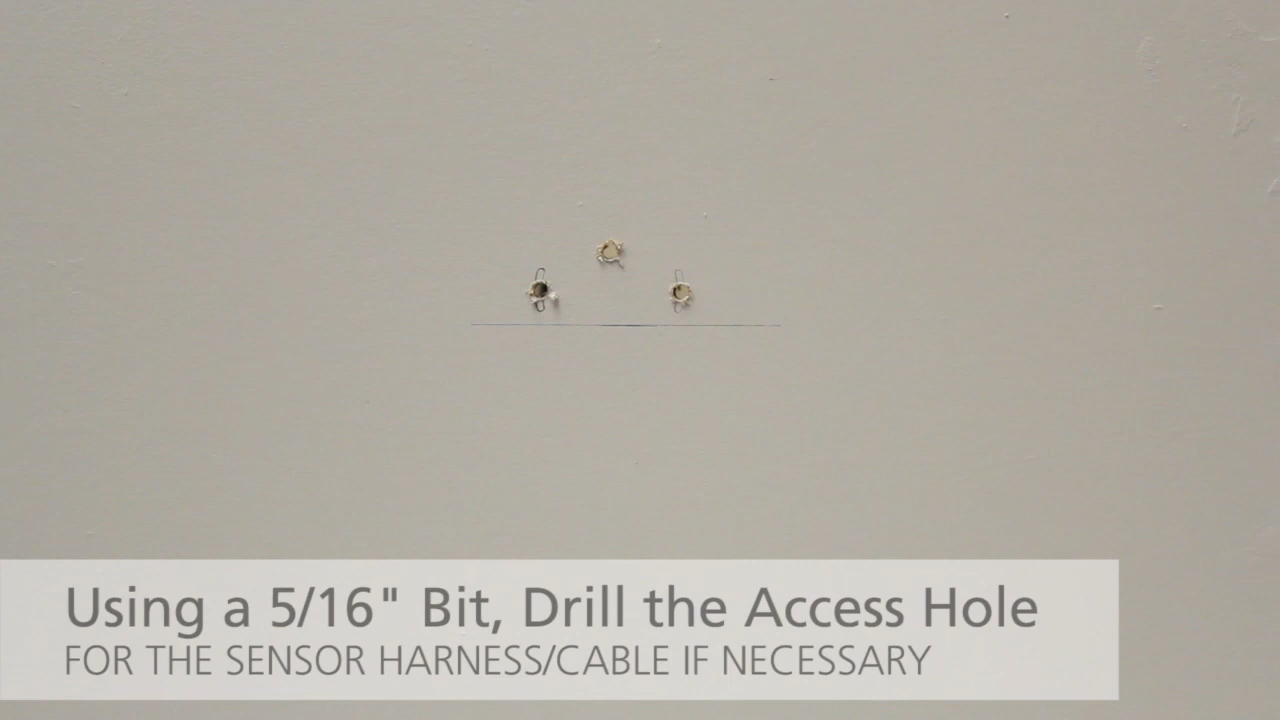 Using a 5/16" Bit, Drill the Access Hole
FOR THE SENSOR HARNESS/CABLE IF NECESSARY